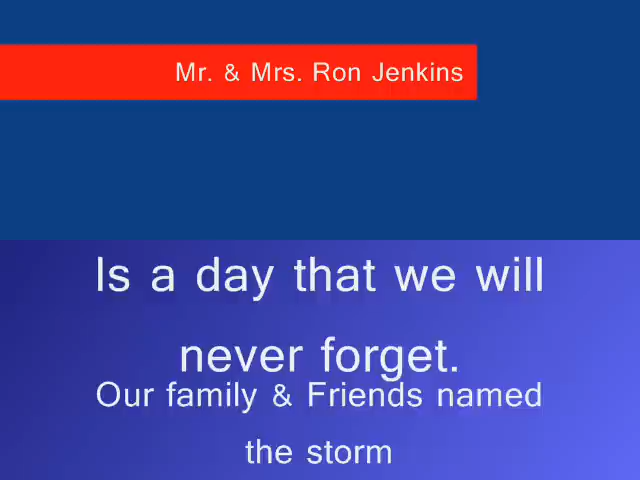 Mr. & Mrs. Ron Jenkins
Is a day that we will
never forget.
Our family & Friends named
the storm